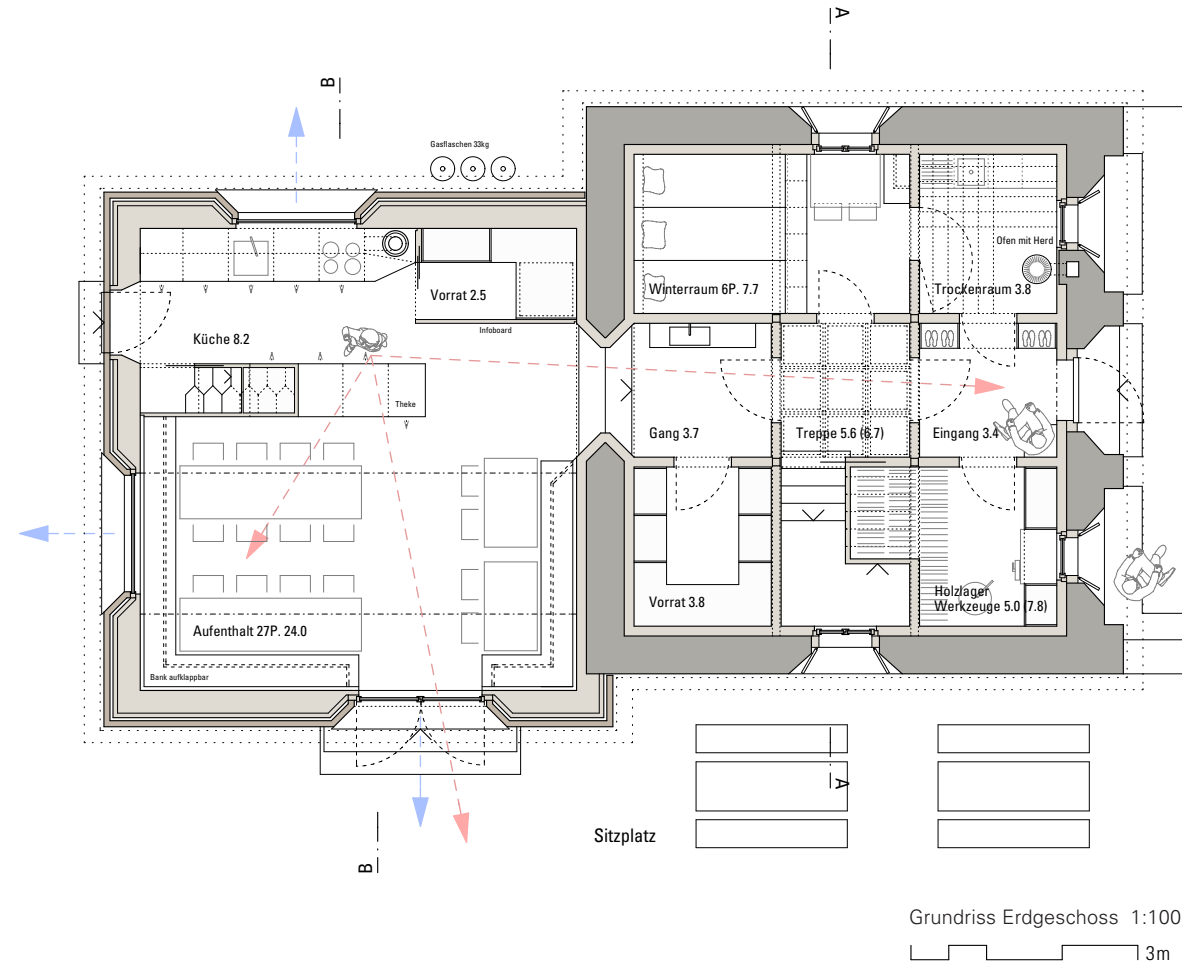 A
B
Gasflaschen 33kg
Ofen mit Herd
Vorrat 2.5
Winterraum 6P. 7.7
Trockenraum 3.8
Infoboard
Küche 8.2
Theke
Gang 3.7
Treppe 5.6 (6.7)
Eingang 3.4
Holzlager
Werkzeuge 5.0 (7.8)
Vorrat 3.8
Aufenthalt 27P. 24.0
Bank aufklappbar
A
Sitzplatz
B
Grundriss Erdgeschoss 1:100
3m